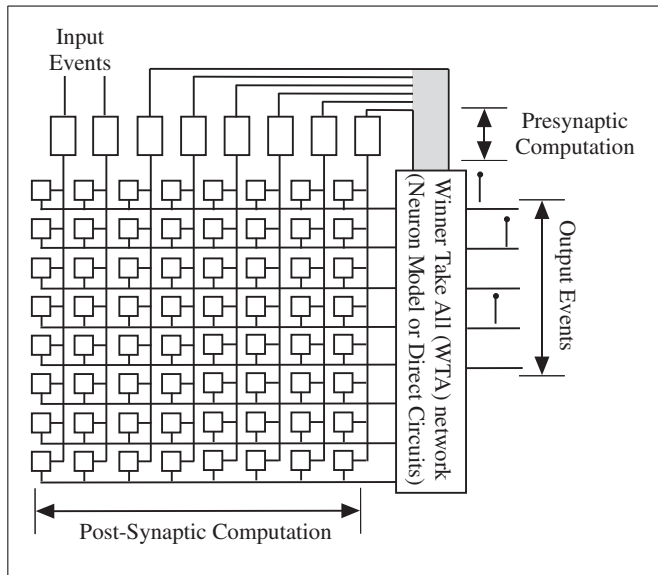 Input
Events
Presynaptic
Computation
Winner Take All (WTA) network
(Neuron Model or Direct Circuits)
Output Events
Post-Synaptic Computation